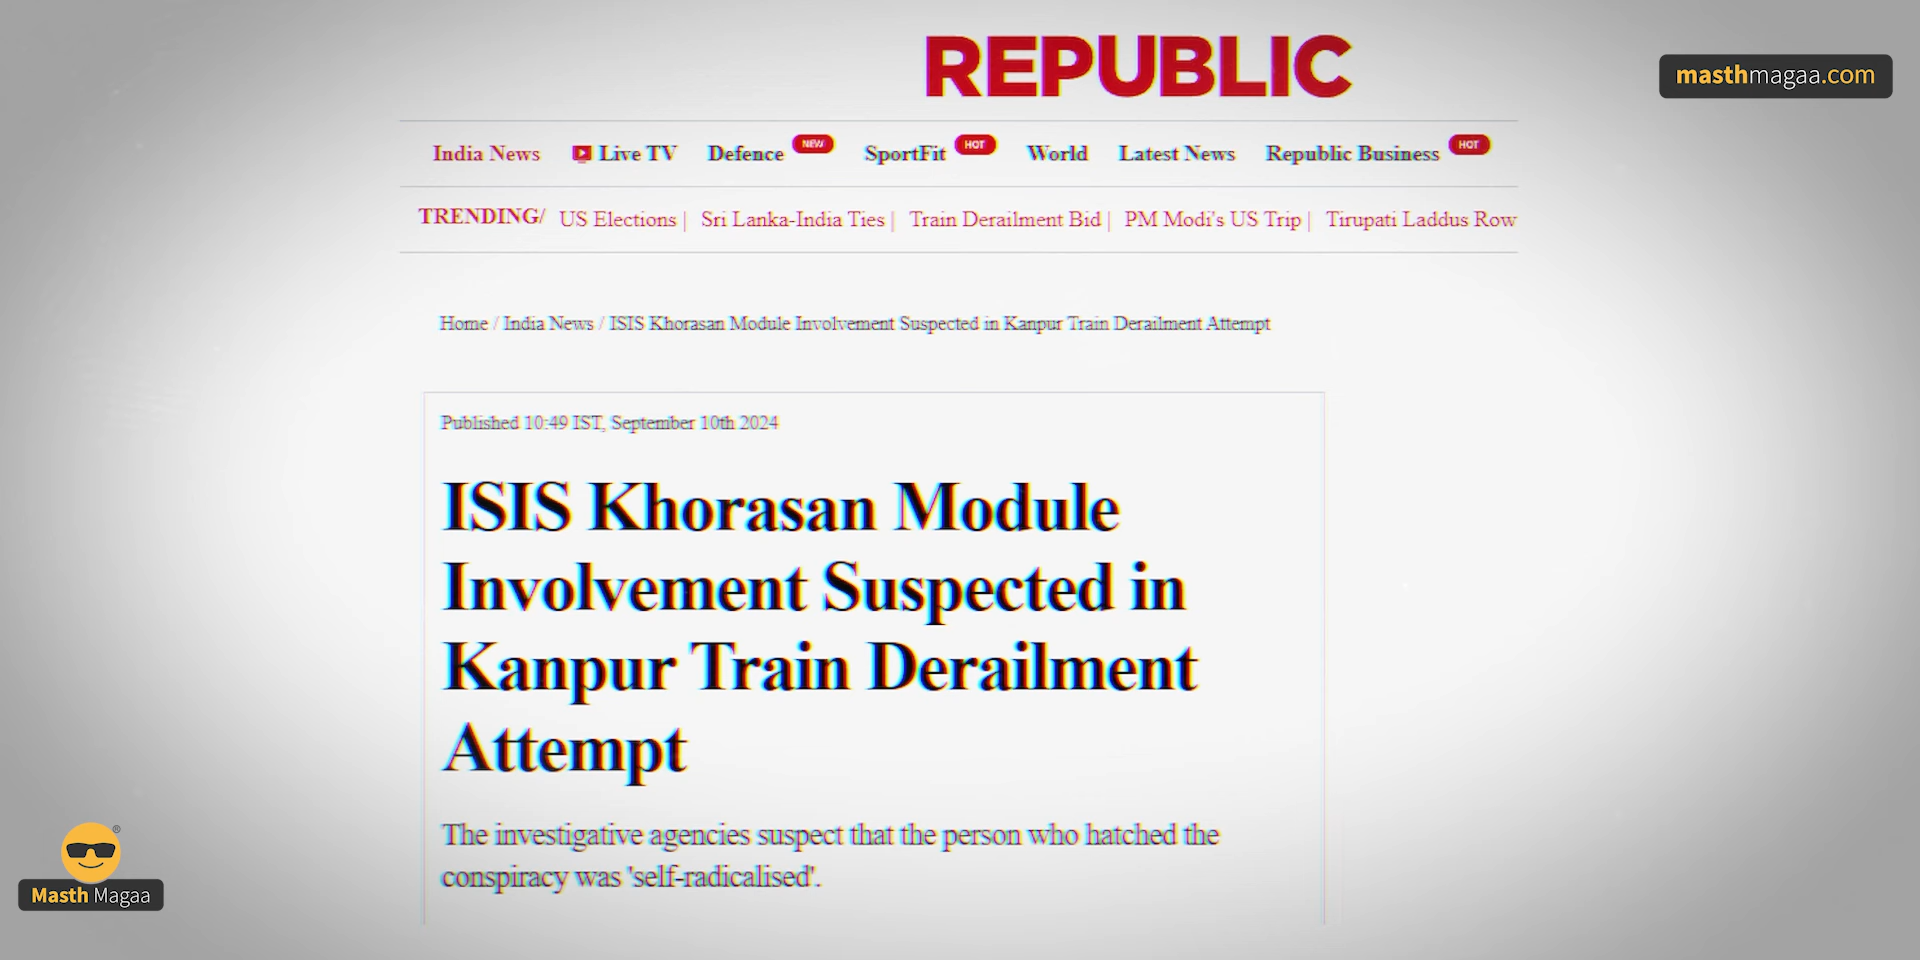 REPUBLIC
masthmagaa.com
India News Live TV Defence NEW SportFit HOT World Latest News Republic Business HOT
TRENDING/ US Elections | Sri Lanka-India Ties | Train Derailment Bid | PM Modi's US Trip | Tirupati Laddus Row
Home / India News / ISIS Khorasan Module Involvement Suspected in Kanpur Train Derailment Attempt
Published 10:49 IST, September 10th 2024
ISIS Khorasan Module
Involvement Suspected in
Kanpur Train Derailment
Attempt
The investigative agencies suspect that the person who hatched the
conspiracy was 'self-radicalised'.
®
Masth Magaa